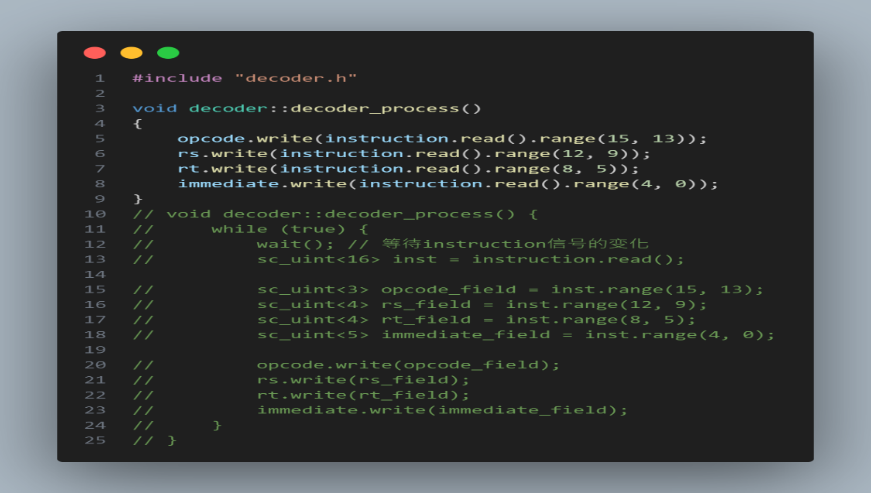 1 #include "decoder.h"
2
3 void decoder::decoder_process()
4 {
5     opcode.write(instruction.read().range(15, 13));
6     rs.write(instruction.read().range(12, 9));
7     rt.write(instruction.read().range(8, 5));
8     immediate.write(instruction.read().range(4, 0));
9 }
10 // void decoder::decoder_process() {
11 //     while (true) {
12 //         wait(); // 等待instruction信号的变化
13 //         sc_uint<16> inst = instruction.read();
14
15 //         sc_uint<3> opcode_field = inst.range(15, 13);
16 //         sc_uint<4> rs_field = inst.range(12, 9);
17 //         sc_uint<4> rt_field = inst.range(8, 5);
18 //         sc_uint<5> immediate_field = inst.range(4, 0);
19
20 //         opcode.write(opcode_field);
21 //         rs.write(rs_field);
22 //         rt.write(rt_field);
23 //         immediate.write(immediate_field);
24 //     }
25 // }